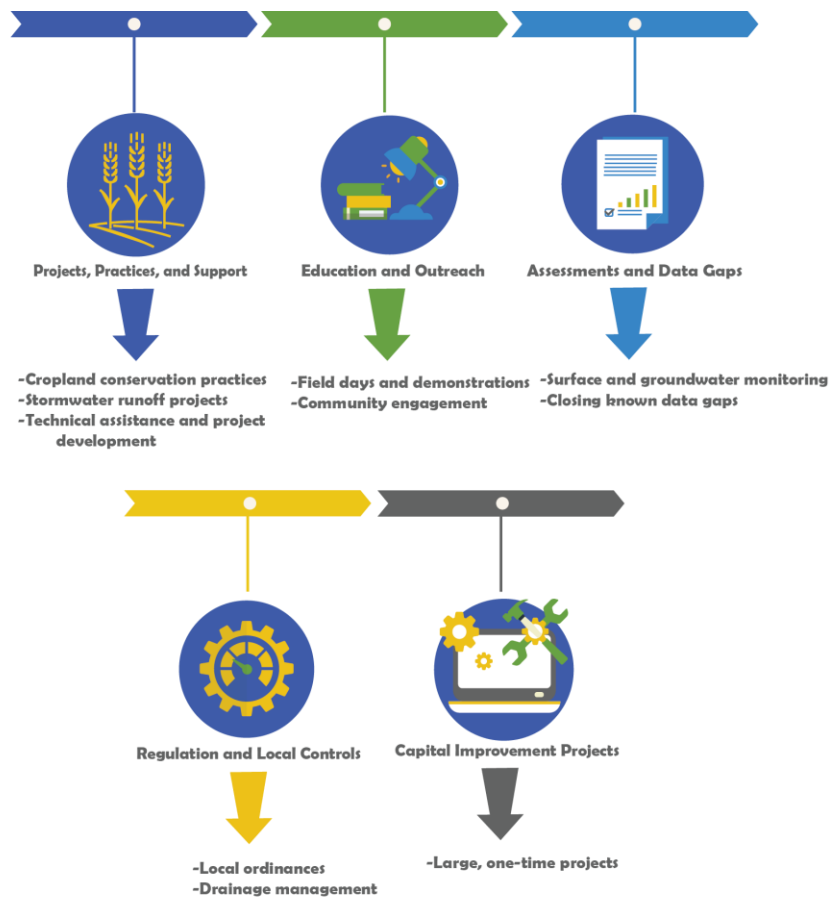 Projects, Practices, and Support
Education and Outreach
Assessments and Data Gaps
-Cropland conservation practices
-Stormwater runoff projects
-Technical assistance and project
development
-Field days and demonstrations
-Community engagement
-Surface and groundwater monitoring
-Closing known data gaps
Regulation and Local Controls
Capital Improvement Projects
-Local ordinances
-Drainage management
-Large, one-time projects